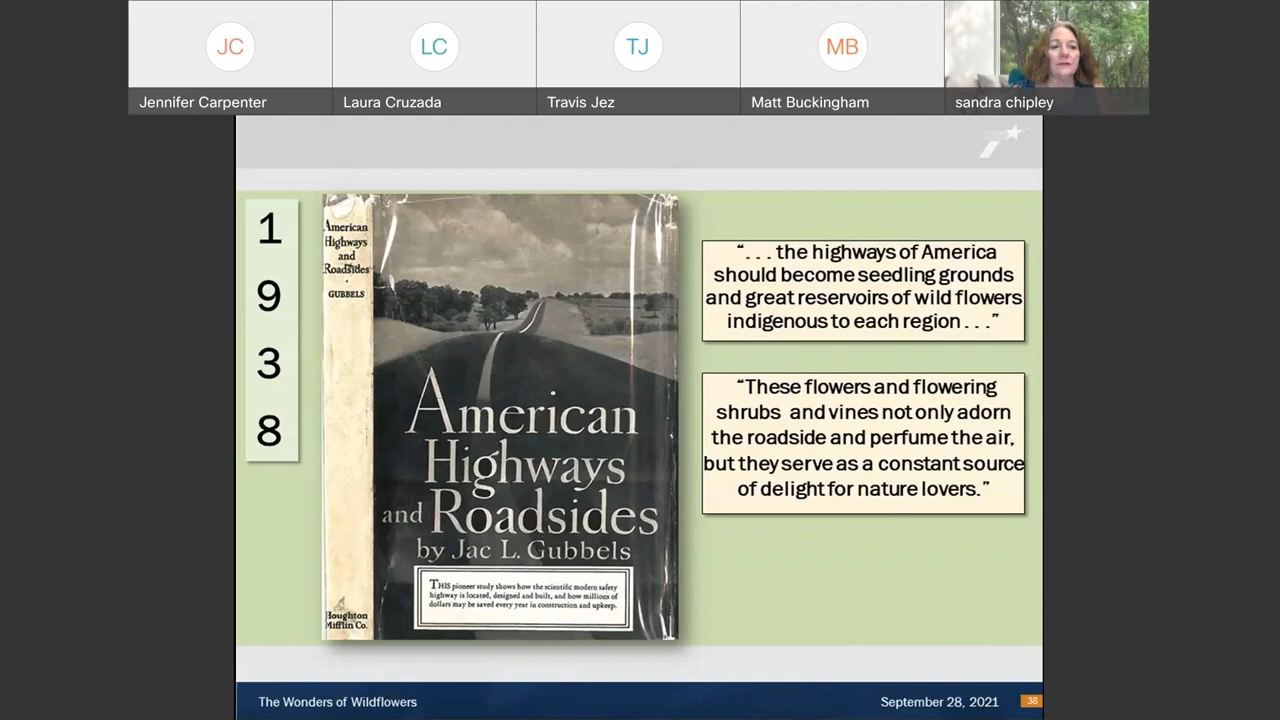 JC
LC
TJ
MB
Jennifer Carpenter
Laura Cruzada
Travis Jez
Matt Buckingham
sandra chipley
1
9
3
8
American
Highways
and
Roadsides
GUBBELS
Houghton
Mifflin Co.
American
Highways
and Roadsides
by Jac L. Gubbels
THIS pioneer study shows how the scientific modern safety
highway is located, designed and built, and how millions of
dollars may be saved every year in construction and upkeep.
“. . . the highways of America
should become seedling grounds
and great reservoirs of wild flowers
indigenous to each region . . .”
“These flowers and flowering
shrubs and vines not only adorn
the roadside and perfume the air,
but they serve as a constant source
of delight for nature lovers.”
The Wonders of Wildflowers
September 28, 2021
38